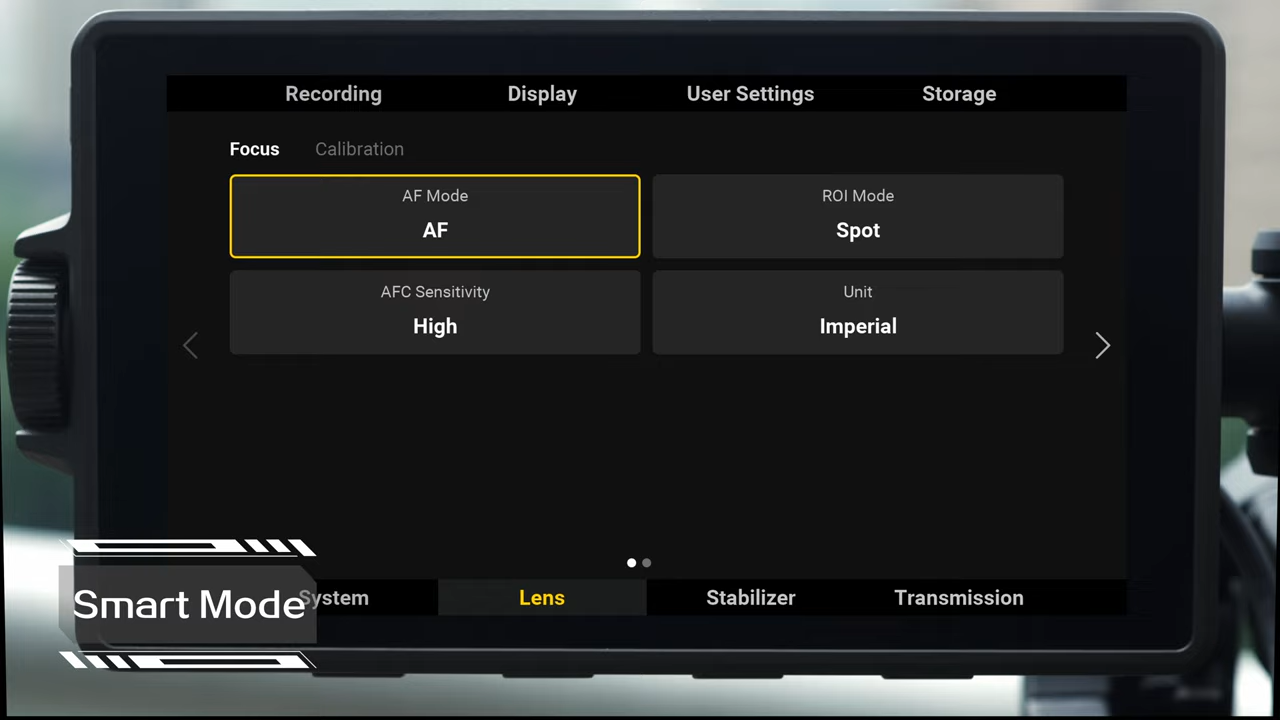 Recording Display User Settings Storage
Focus Calibration
AF Mode
AF
ROI Mode
Spot
AFC Sensitivity
High
Unit
Imperial
System Lens Stabilizer Transmission
Smart Mode